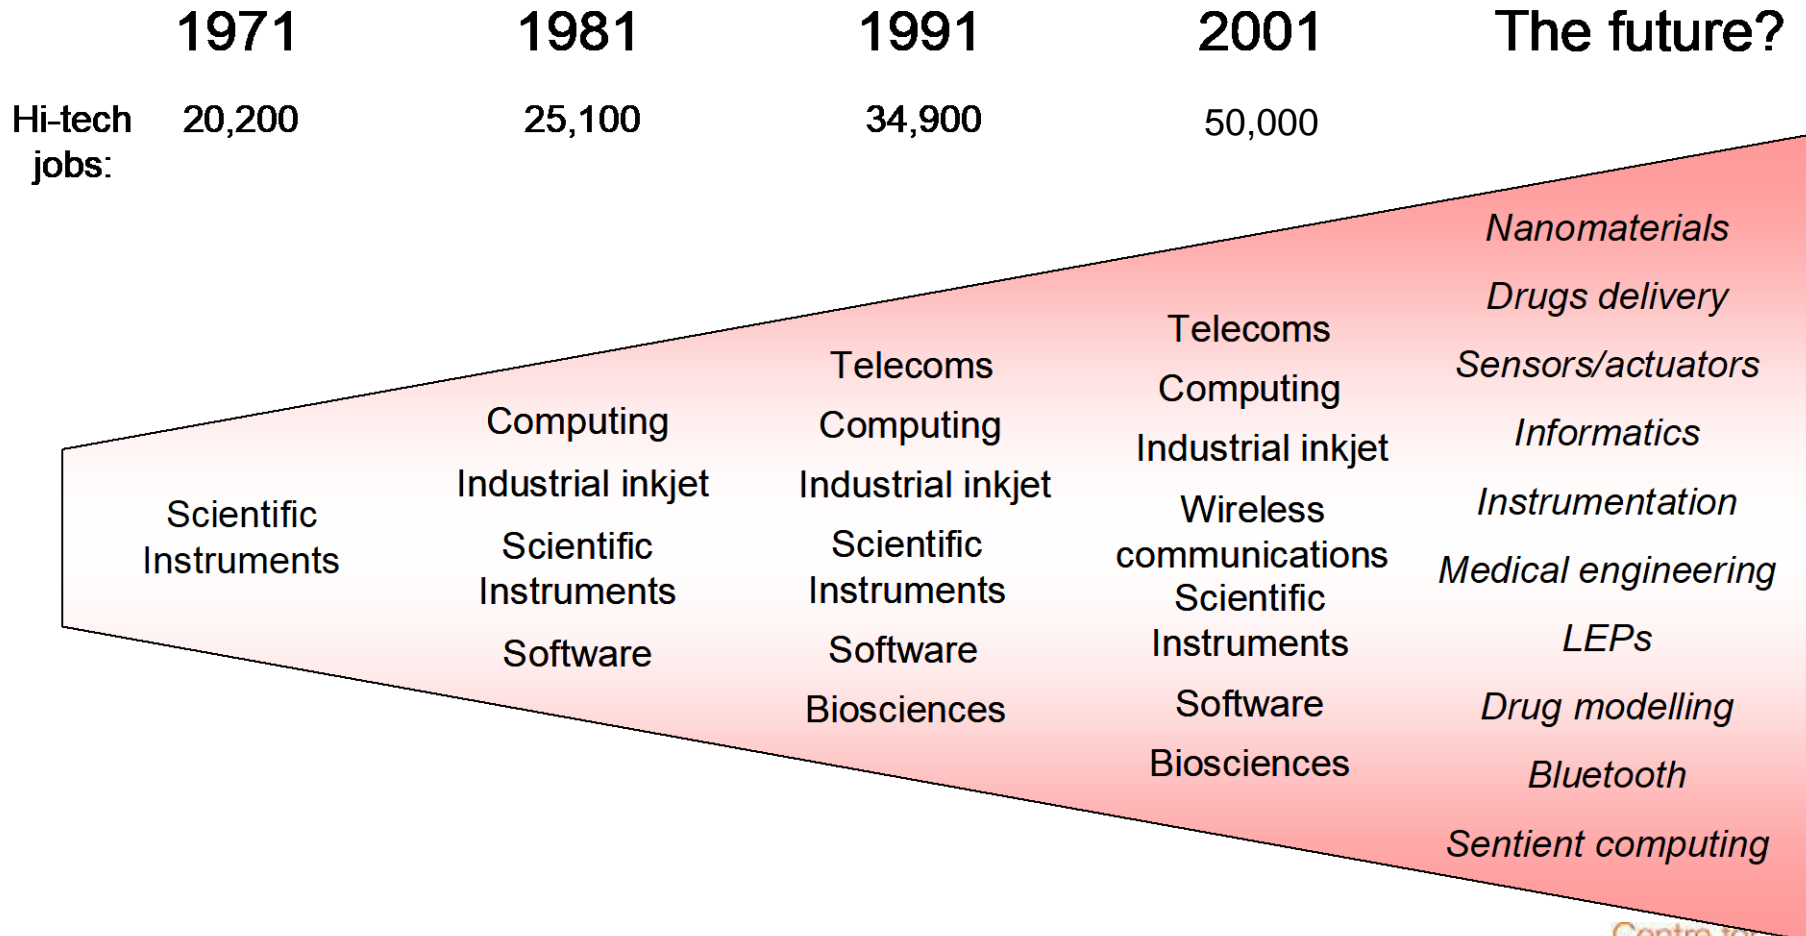 1971 1981 1991 2001 The future?
Hi-tech 20,200 25,100 34,900 50,000
jobs:
Scientific
Instruments
Computing
Industrial inkjet
Scientific
Instruments
Software
Telecoms
Computing
Industrial inkjet
Scientific
Instruments
Software
Biosciences
Telecoms
Computing
Industrial inkjet
Wireless
communications
Scientific
Instruments
Software
Biosciences
Nanomaterials
Drugs delivery
Sensors/actuators
Informatics
Instrumentation
Medical engineering
LEPs
Drug modelling
Bluetooth
Sentient computing